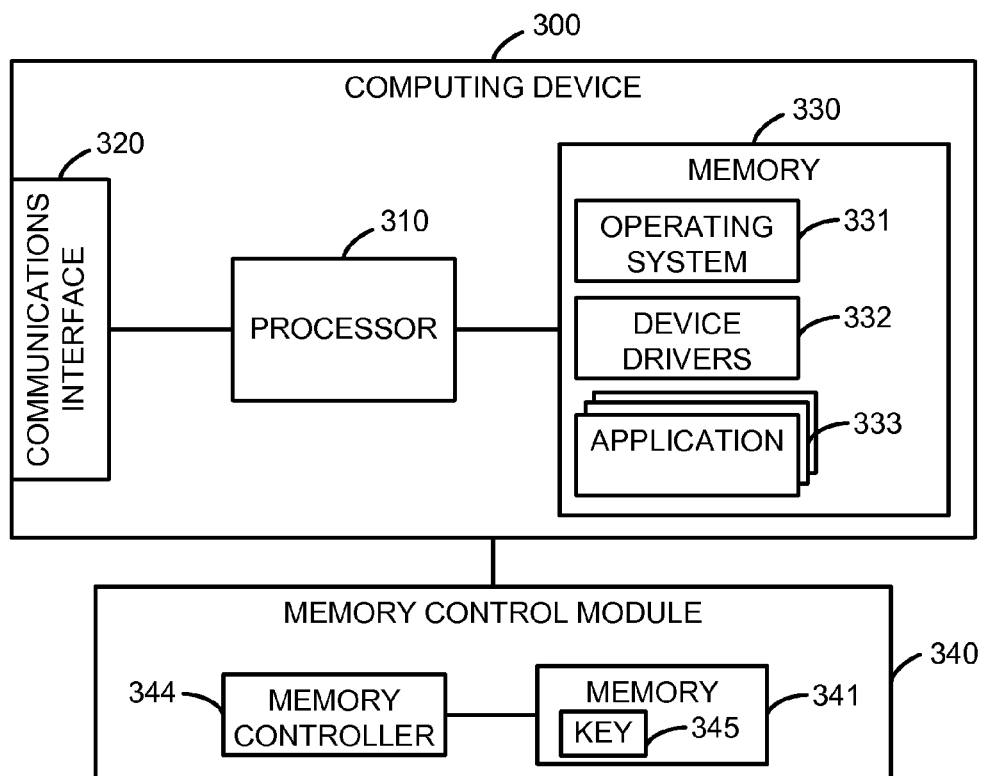 300
COMPUTING DEVICE
320
COMMUNICATIONS
INTERFACE
310
PROCESSOR
330
MEMORY
OPERATING
SYSTEM
331
DEVICE
DRIVERS
332
APPLICATION
333
MEMORY CONTROL MODULE
340
344
MEMORY
CONTROLLER
MEMORY
341
KEY
345